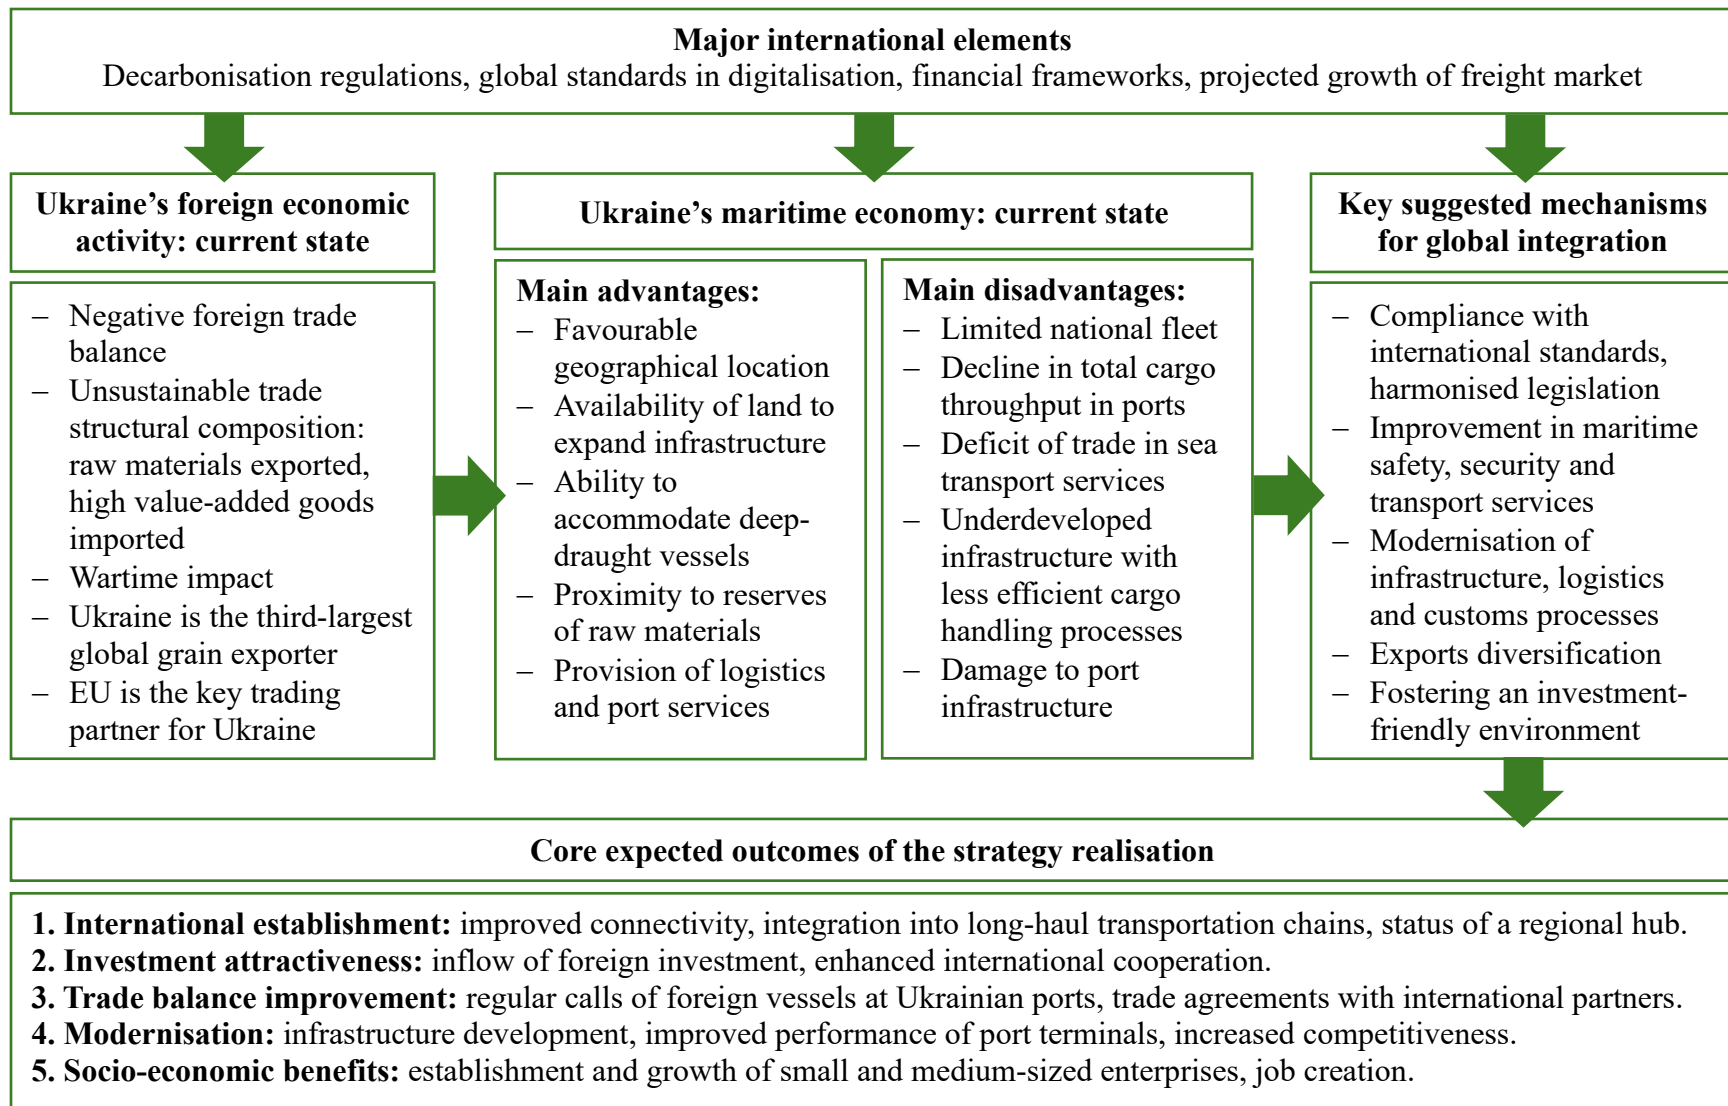 Major international elements
Decarbonisation regulations, global standards in digitalisation, financial frameworks, projected growth of freight market
Ukraine’s foreign economic
activity: current state
– Negative foreign trade
balance
– Unsustainable trade
structural composition:
raw materials exported,
high value-added goods
imported
– Wartime impact
– Ukraine is the third-largest
global grain exporter
– EU is the key trading
partner for Ukraine
Ukraine’s maritime economy: current state
Main advantages:
– Favourable
geographical location
– Availability of land to
expand infrastructure
– Ability to
accommodate deep-
draught vessels
– Proximity to reserves
of raw materials
– Provision of logistics
and port services
Main disadvantages:
– Limited national fleet
– Decline in total cargo
throughput in ports
– Deficit of trade in sea
transport services
– Underdeveloped
infrastructure with
less efficient cargo
handling processes
– Damage to port
infrastructure
Key suggested mechanisms
for global integration
– Compliance with
international standards,
harmonised legislation
– Improvement in maritime
safety, security and
transport services
– Modernisation of
infrastructure, logistics
and customs processes
– Exports diversification
– Fostering an investment-
friendly environment
Core expected outcomes of the strategy realisation
1. International establishment: improved connectivity, integration into long-haul transportation chains, status of a regional hub.
2. Investment attractiveness: inflow of foreign investment, enhanced international cooperation.
3. Trade balance improvement: regular calls of foreign vessels at Ukrainian ports, trade agreements with international partners.
4. Modernisation: infrastructure development, improved performance of port terminals, increased competitiveness.
5. Socio-economic benefits: establishment and growth of small and medium-sized enterprises, job creation.